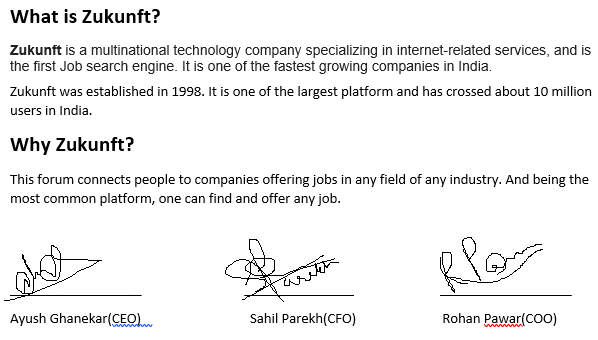 What is Zukunft?
Zukunft is a multinational technology company specializing in internet-related services, and is
the first Job search engine. It is one of the fastest growing companies in India.
Zukunft was established in 1998. It is one of the largest platform and has crossed about 10 million
users in India.
Why Zukunft?
This forum connects people to companies offering jobs in any field of any industry. And being the
most common platform, one can find and offer any job.
Ayush Ghanekar(CEO) Sahil Parekh(CFO) Rohan Pawar(COO)